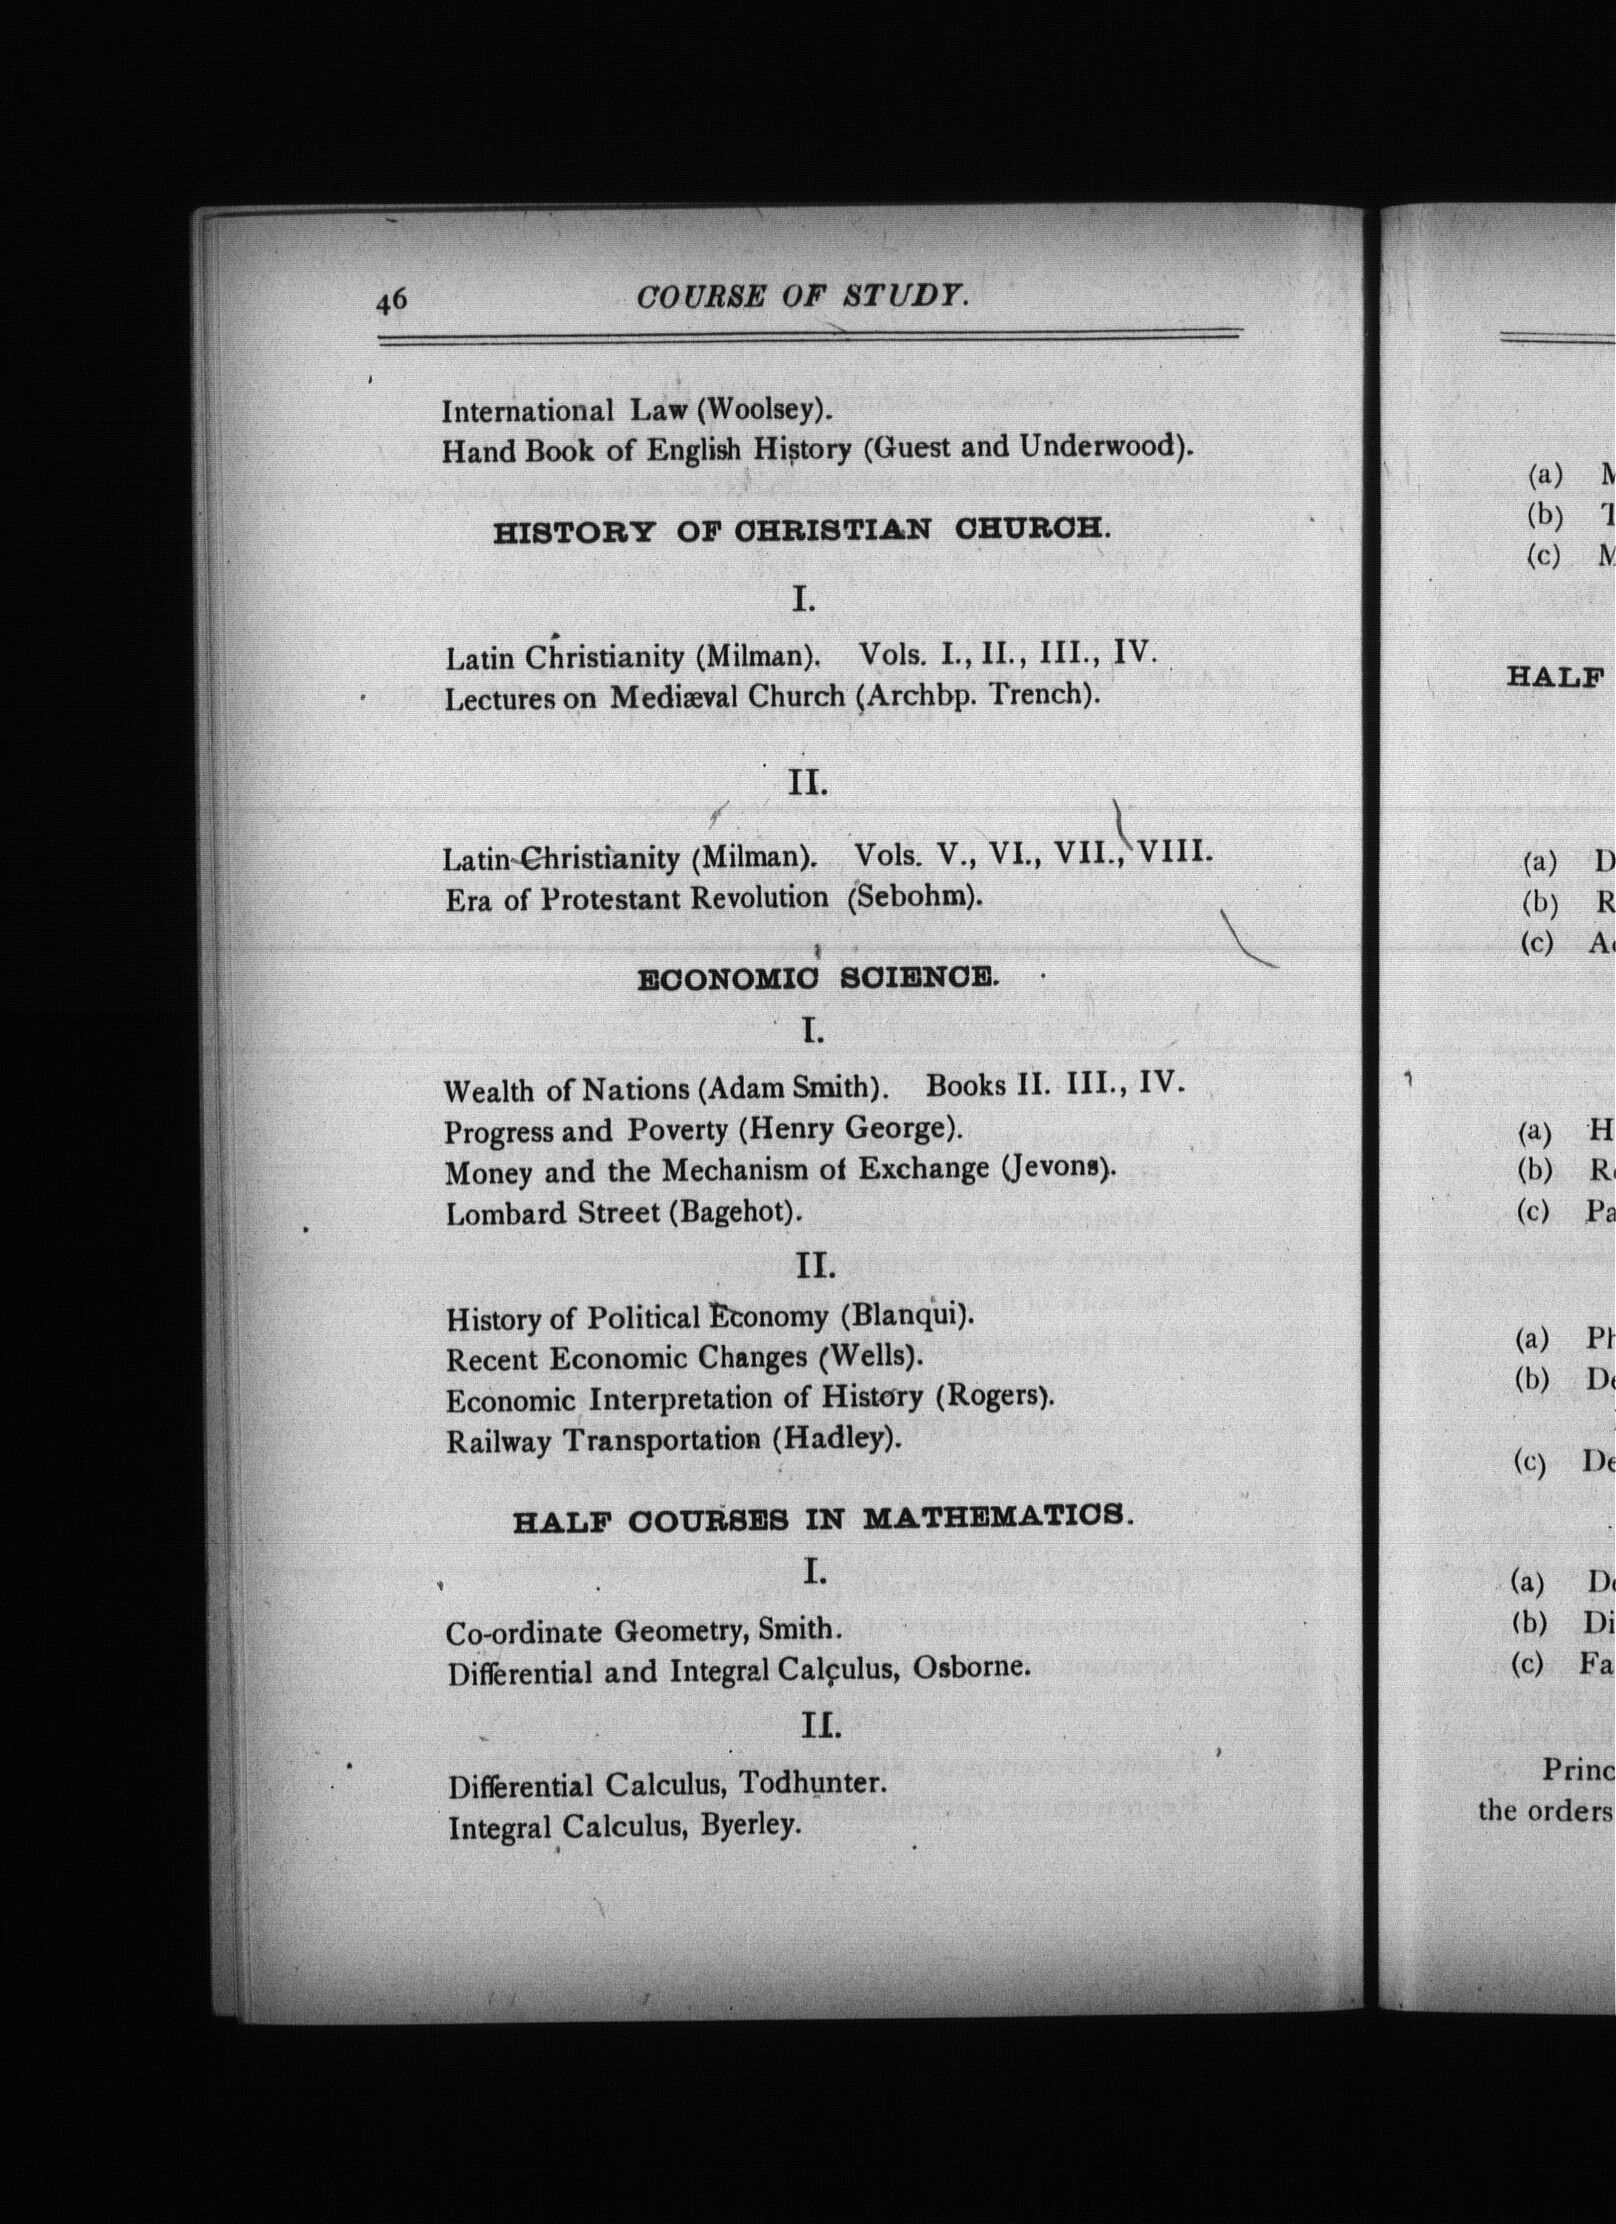 46 COURSE OF STUDY.
International Law (Woolsey).
Hand Book of English History (Guest and Underwood).
HISTORY OF CHRISTIAN CHURCH.
I.
Latin Christianity (Milman). Vols. I., II., III., IV.
Lectures on Mediæval Church (Archbp. Trench).
II.
Latin Christianity (Milman). Vols. V., VI., VII., VIII.
Era of Protestant Revolution (Sebohm).
ECONOMIC SCIENCE.
I.
Wealth of Nations (Adam Smith). Books II. III., IV.
Progress and Poverty (Henry George).
Money and the Mechanism of Exchange (Jevons).
Lombard Street (Bagehot).
II.
History of Political Economy (Blanqui).
Recent Economic Changes (Wells).
Economic Interpretation of History (Rogers).
Railway Transportation (Hadley).
HALF COURSES IN MATHEMATICS.
I.
Co-ordinate Geometry, Smith.
Differential and Integral Calculus, Osborne.
II.
Differential Calculus, Todhunter.
Integral Calculus, Byerley.
(a)
(b)
(c)
HALF
(a)
(b)
(c)
(a)
(b)
(c)
(a)
(b)
(c)
(a)
(b)
(c)
the orders